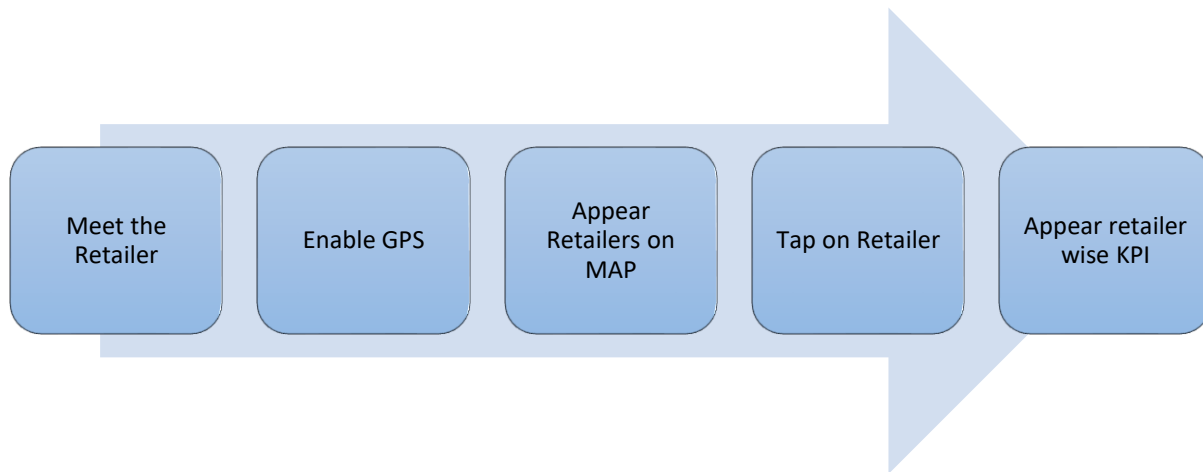 Meet the
Retailer
Enable GPS
Appear
Retailers on
MAP
Tap on Retailer
Appear retailer
wise KPI